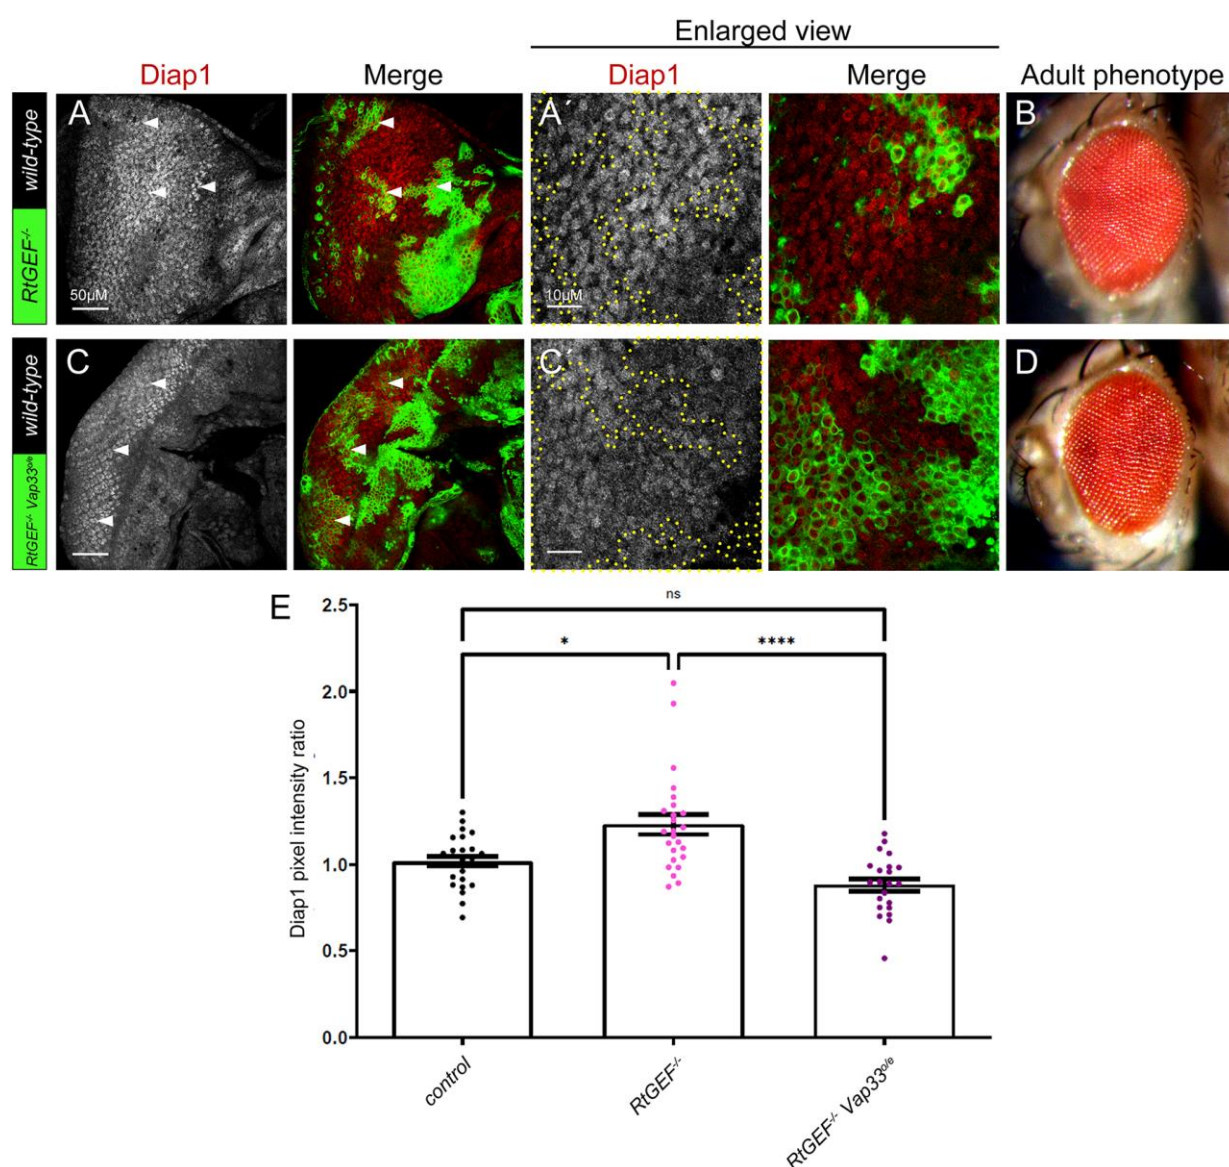 Enlarged view
Diap1
Merge
Diap1
Merge
Adult phenotype
wild-type
RtGEF-/-
A
50µM
A´
10µM
B
wild-type
RtGEF-/- Vap33o/e
C
C´
D
E
ns
*
****
Diap1 pixel intensity ratio
2.5
2.0
1.5
1.0
0.5
0.0
control
RtGEF-/-
RtGEF-/- Vap33o/e